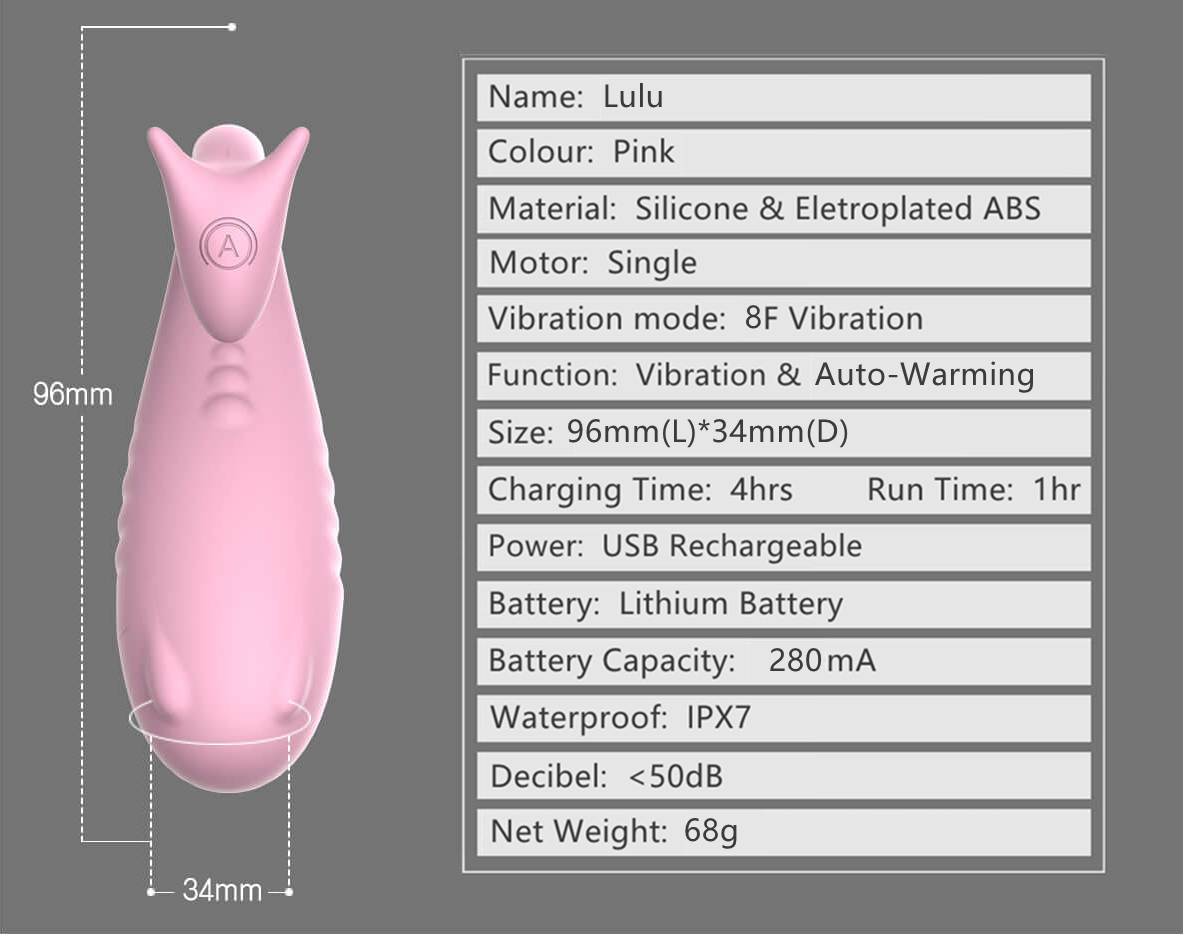 Name: Lulu
Colour: Pink
Material: Silicone & Eletroplated ABS
Motor: Single
Vibration mode: 8F Vibration
Function: Vibration & Auto-Warming
Size: 96mm(L)*34mm(D)
Charging Time: 4hrs Run Time: 1hr
Power: USB Rechargeable
Battery: Lithium Battery
Battery Capacity: 280mA
Waterproof: IPX7
Decibel: <50dB
Net Weight: 68g
A
96mm
34mm